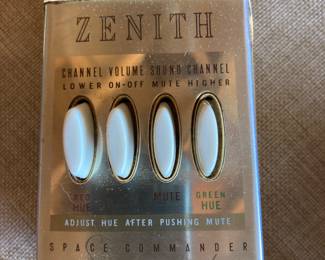 ZENITH
CHANNEL VOLUME SOUND CHANNEL
LOWER ON-OFF MUTE HIGHER
RED MUTE GREEN
HUE HUE
ADJUST HUE AFTER PUSHING MUTE
SPACE COMMANDER